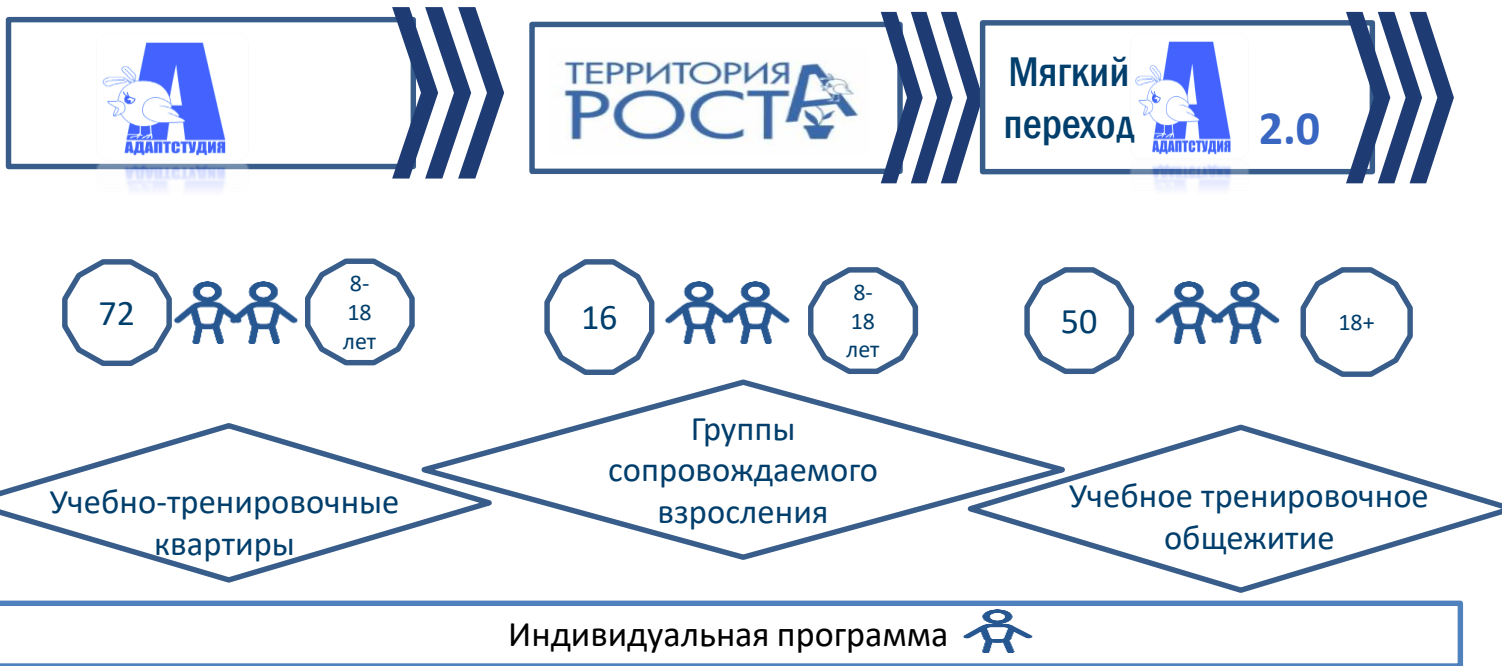 АДАПТСТУДИЯ
ТЕРРИТОРИЯ
РОСТА
Мягкий
переход
АДАПТСТУДИЯ
2.0
72
8-
18
лет
16
8-
18
лет
50
18+
Учебно-тренировочные
квартиры
Группы
сопровождаемого
взросления
Учебное тренировочное
общежитие
Индивидуальная программа